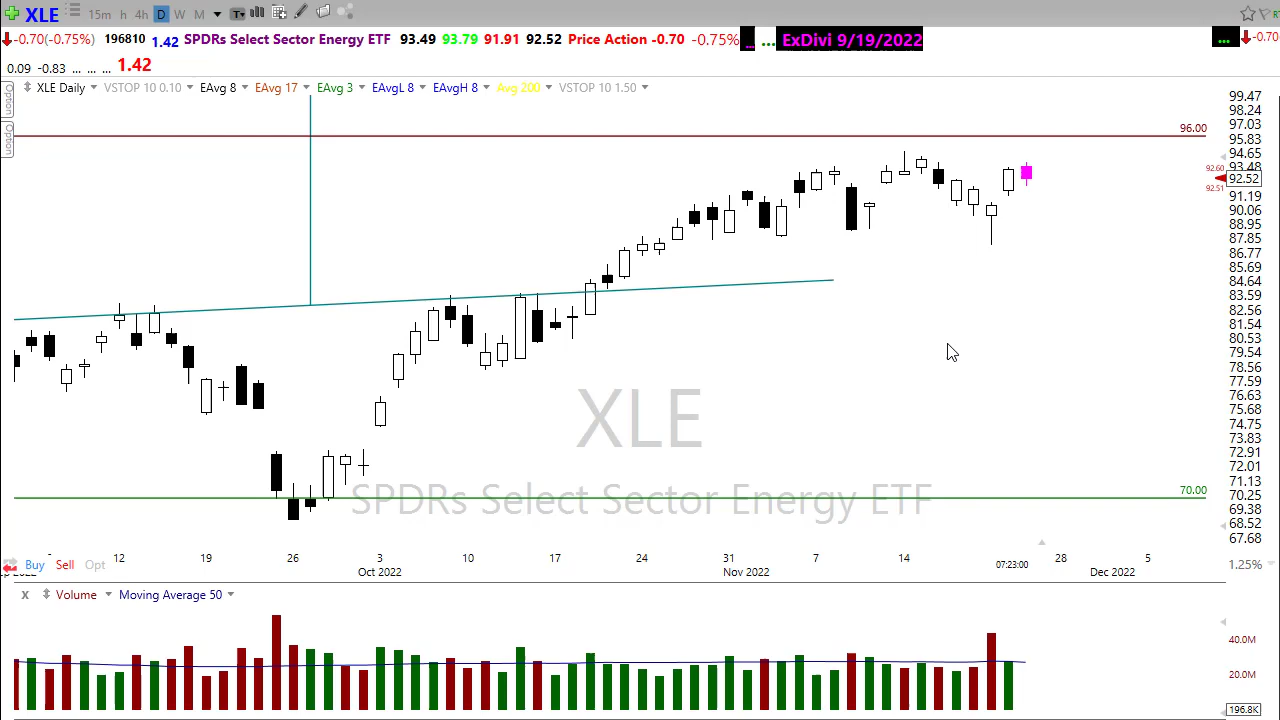 XLE 15m h 4h D W M T
-0.70(-0.75%) 196810 1.42 SPDRs Select Sector Energy ETF 93.49 93.79 91.91 92.52 Price Action -0.70 -0.75% ... ... ExDivi 9/19/2022 ... -0.70
0.09 -0.83 ... ... ... 1.42
XLE Daily VSTOP 10 0.10 EAvg 8 EAvg 17 EAvg 3 EAvgL 8 EAvgH 8 Avg 200 VSTOP 10 1.50
Option
Option
99.47
98.24
97.03
96.00
95.83
94.65
93.48
92.60
92.52
92.51
91.19
90.06
88.95
87.85
86.77
85.69
84.64
83.59
82.56
81.54
80.53
79.54
78.56
77.59
76.63
75.68
74.75
73.83
72.91
72.01
71.13
70.00
70.25
69.38
68.52
67.68
XLE
SPDRs Select Sector Energy ETF
12 19 26 3 10 17 24 31 7 14 28 5
Buy Sell Opt 07:23:00 1.25%
2022 Oct 2022 Nov 2022 Dec 2022
x Volume Moving Average 50
40.0M
20.0M
196.8K